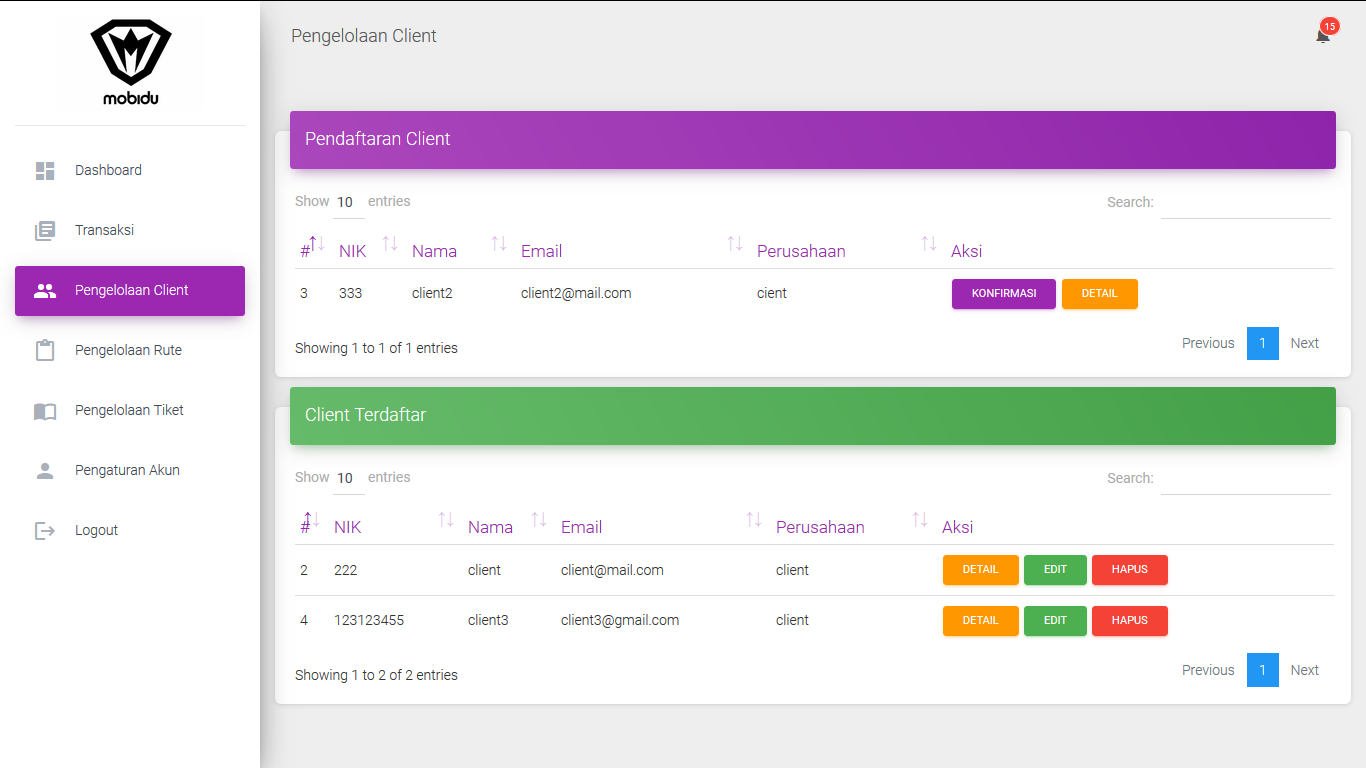 mobidu
Dashboard
Transaksi
Pengelolaan Client
Pengelolaan Rute
Pengelolaan Tiket
Pengaturan Akun
Logout
Pengelolaan Client
15
Pendaftaran Client
Show 10 entries Search:
# NIK Nama Email Perusahaan Aksi
3 333 client2 client2@mail.com cient KONFIRMASI DETAIL
Showing 1 to 1 of 1 entries Previous 1 Next
Client Terdaftar
Show 10 entries Search:
# NIK Nama Email Perusahaan Aksi
2 222 client client@mail.com client DETAIL EDIT HAPUS
4 123123455 client3 client3@gmail.com client DETAIL EDIT HAPUS
Showing 1 to 2 of 2 entries Previous 1 Next